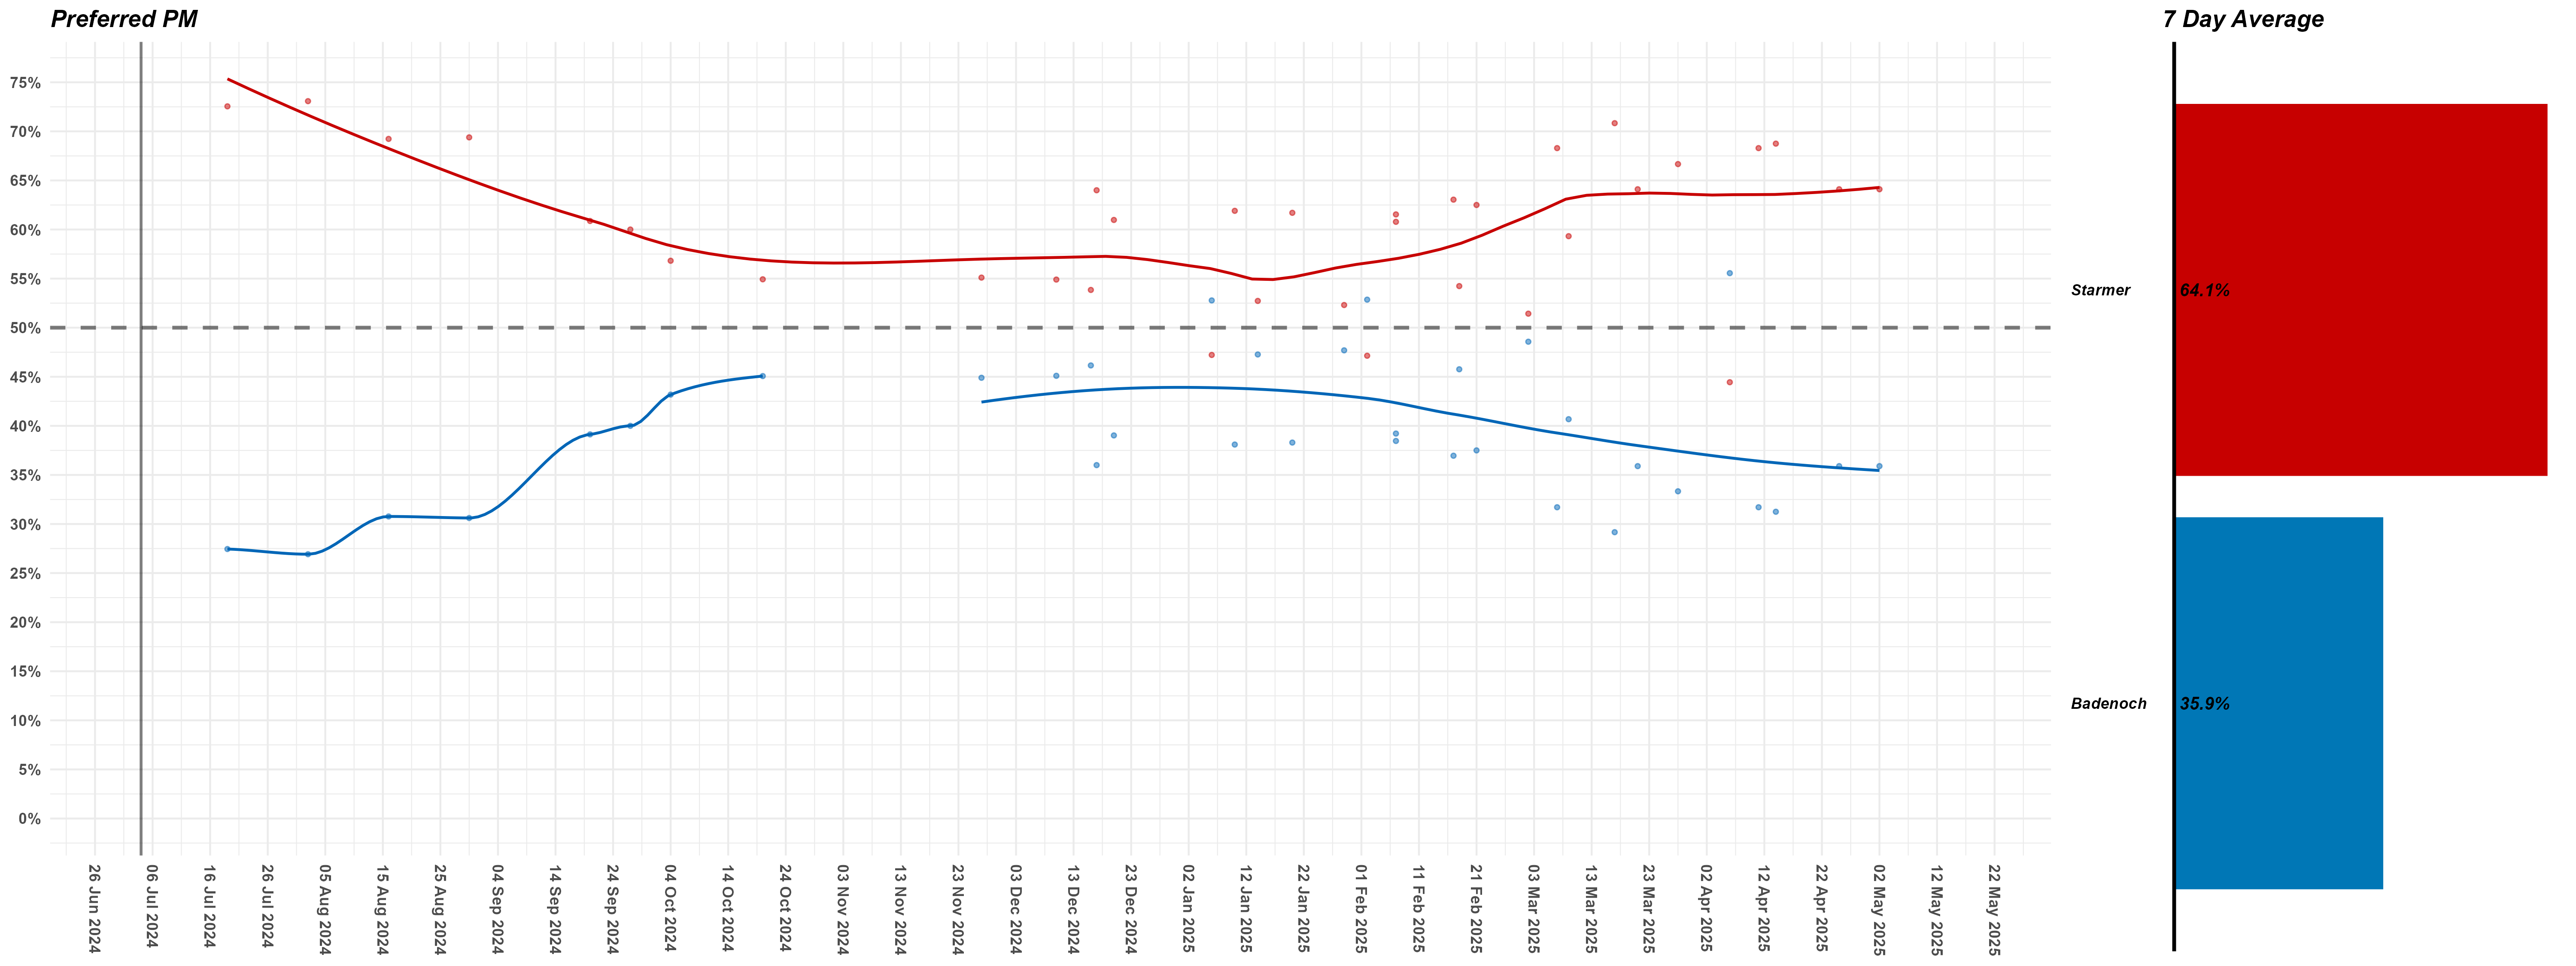 Preferred PM
7 Day Average
75%
70%
65%
60%
55%
50%
45%
40%
35%
30%
25%
20%
15%
10%
5%
0%
26 Jun 2024
06 Jul 2024
16 Jul 2024
26 Jul 2024
05 Aug 2024
15 Aug 2024
25 Aug 2024
04 Sep 2024
14 Sep 2024
24 Sep 2024
04 Oct 2024
14 Oct 2024
24 Oct 2024
03 Nov 2024
13 Nov 2024
23 Nov 2024
03 Dec 2024
13 Dec 2024
23 Dec 2024
02 Jan 2025
12 Jan 2025
22 Jan 2025
01 Feb 2025
11 Feb 2025
21 Feb 2025
03 Mar 2025
13 Mar 2025
23 Mar 2025
02 Apr 2025
12 Apr 2025
22 Apr 2025
02 May 2025
12 May 2025
22 May 2025
Starmer 64.1%
Badenoch 35.9%